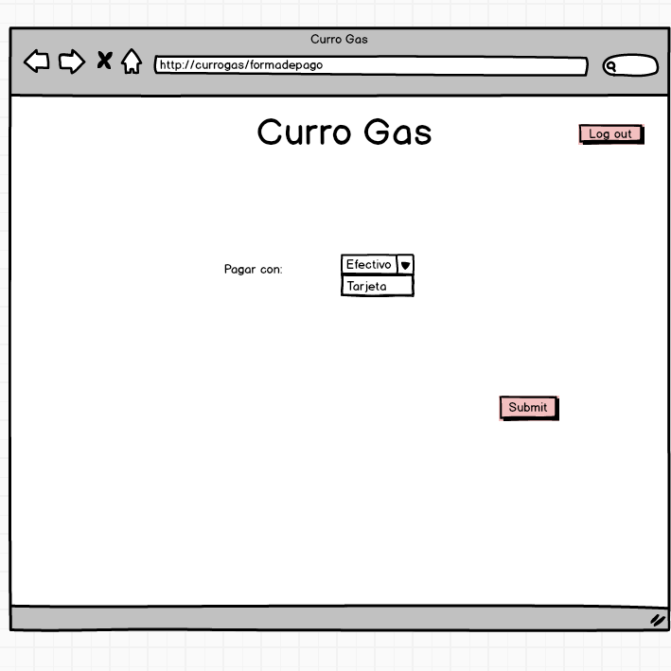 Curro Gas
http://currogas/formadepago
Curro Gas
Log out
Pagar con:
Efectivo
Tarjeta
Submit